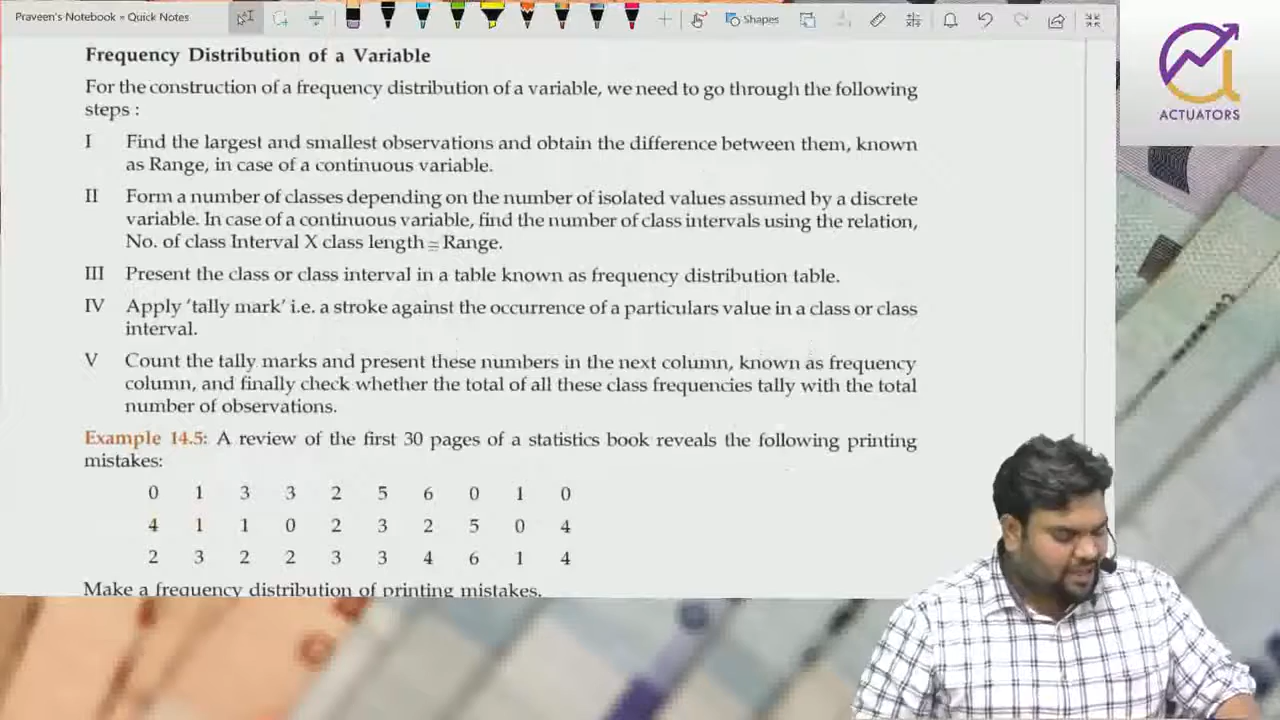 Praveen's Notebook » Quick Notes
Shapes
ACTUATORS
Frequency Distribution of a Variable
For the construction of a frequency distribution of a variable, we need to go through the following
steps :
I Find the largest and smallest observations and obtain the difference between them, known
as Range, in case of a continuous variable.
II Form a number of classes depending on the number of isolated values assumed by a discrete
variable. In case of a continuous variable, find the number of class intervals using the relation,
No. of class Interval X class length ≅ Range.
III Present the class or class interval in a table known as frequency distribution table.
IV Apply 'tally mark' i.e. a stroke against the occurrence of a particulars value in a class or class
interval.
V Count the tally marks and present these numbers in the next column, known as frequency
column, and finally check whether the total of all these class frequencies tally with the total
number of observations.
Example 14.5: A review of the first 30 pages of a statistics book reveals the following printing
mistakes:
0 1 3 3 2 5 6 0 1 0
4 1 1 0 2 3 2 5 0 4
2 3 2 2 3 3 4 6 1 4
Make a frequency distribution of printing mistakes.